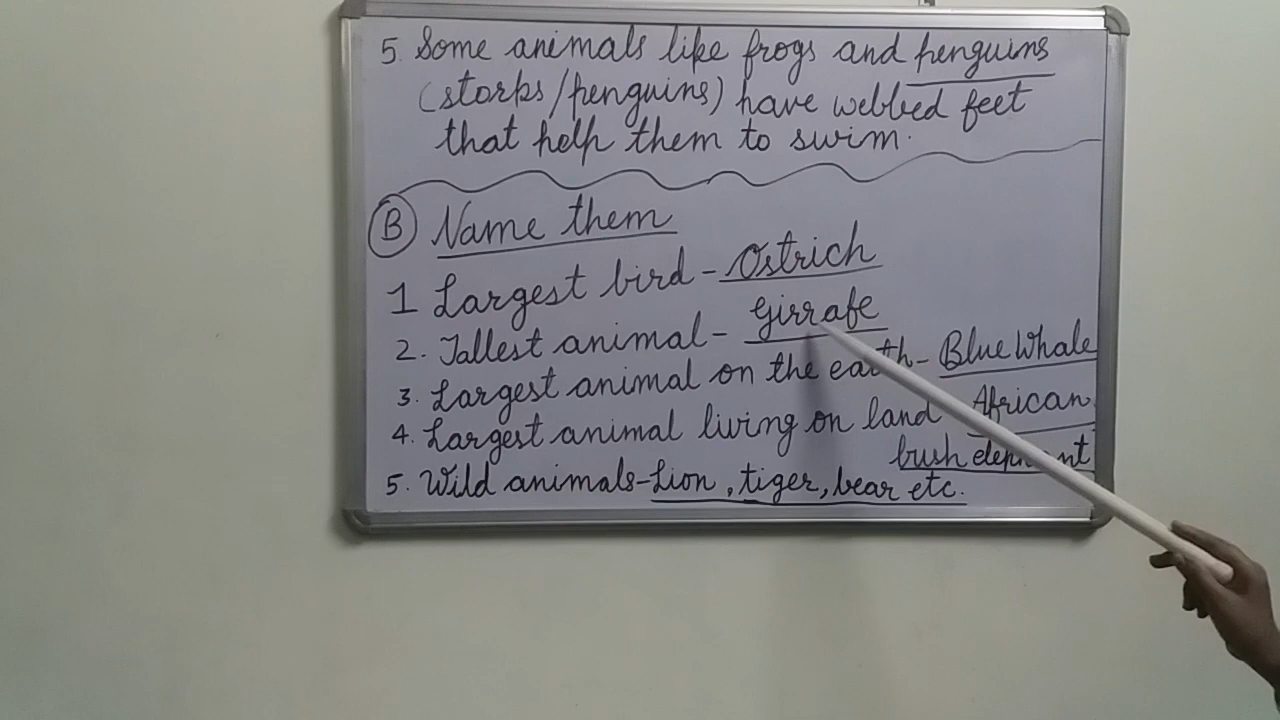 5. Some animals like frogs and penguins
(storks/penguins) have webbed feet
that help them to swim.
B Name them
1 Largest bird - Ostrich
2. Tallest animal - Girrafe
3. Largest animal on the earth - Blue Whale
4. Largest animal living on land African
bush elephant
5. Wild animals - Lion, tiger, bear etc.